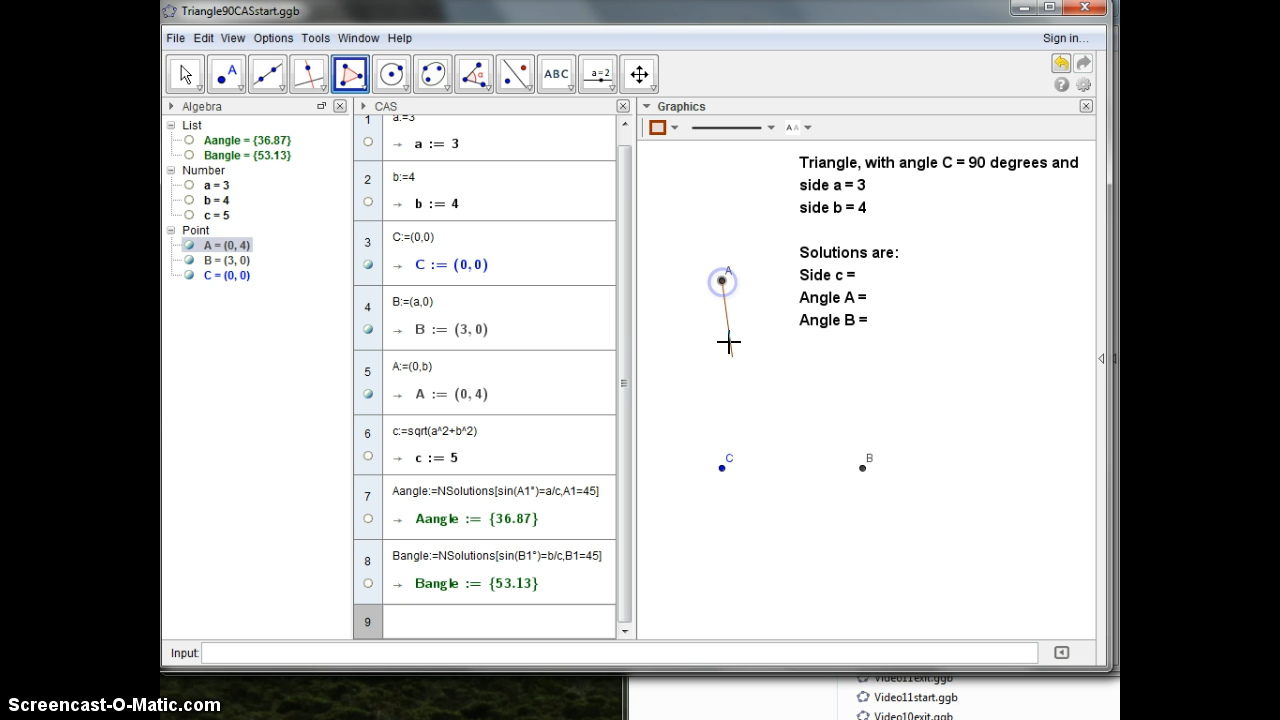 Triangle90CASstart.ggb
File Edit View Options Tools Window Help
Sign in...
A
α
ABC
a=2
Algebra
CAS
Graphics
A A
List
Aangle = {36.87}
Bangle = {53.13}
Number
a = 3
b = 4
c = 5
Point
A = (0, 4)
B = (3, 0)
C = (0, 0)
1
a:=3
→ a := 3
2
b:=4
→ b := 4
3
C:=(0,0)
→ C := (0,0)
4
B:=(a,0)
→ B := (3,0)
5
A:=(0,b)
→ A := (0,4)
6
c:=sqrt(a^2+b^2)
→ c := 5
7
Aangle:=NSolutions[sin(A1°)=a/c,A1=45]
→ Aangle := {36.87}
8
Bangle:=NSolutions[sin(B1°)=b/c,B1=45]
→ Bangle := {53.13}
9
Triangle, with angle C = 90 degrees and
side a = 3
side b = 4
Solutions are:
Side c =
Angle A =
Angle B =
A
C
B
Input:
Video11exit.ggb
Video11start.ggb
Video10exit.ggb
Screencast-O-Matic.com